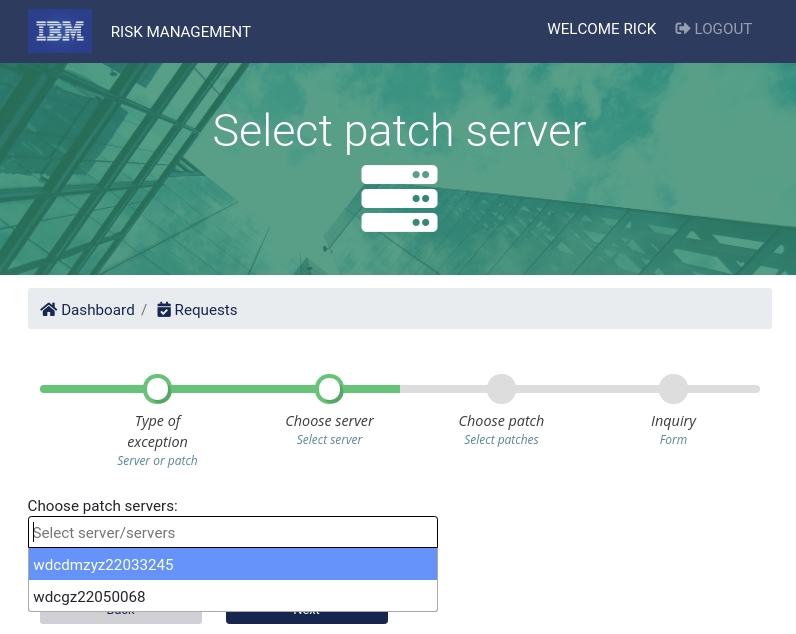 IBM RISK MANAGEMENT WELCOME RICK LOGOUT
Select patch server
Dashboard / Requests
Type of exception
Server or patch
Choose server
Select server
Choose patch
Select patches
Inquiry
Form
Choose patch servers:
Select server/servers
wdcdmzyz22033245
wdcgz22050068
Back Next